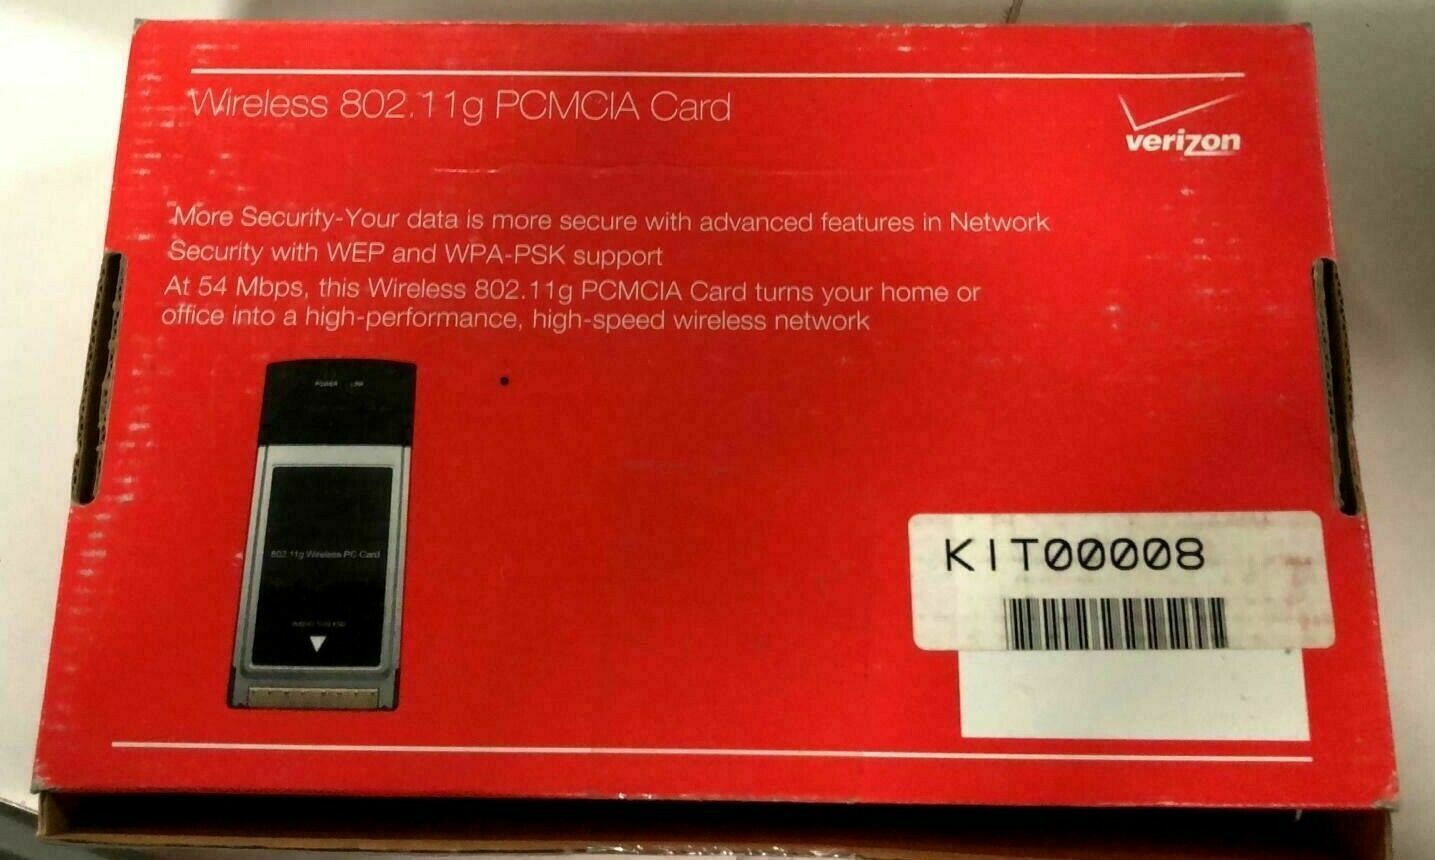 Wireless 802.11g PCMCIA Card
verizon
More Security-Your data is more secure with advanced features in Network
Security with WEP and WPA-PSK support
At 54 Mbps, this Wireless 802.11g PCMCIA Card turns your home or
office into a high-performance, high-speed wireless network
POWER LINK
802.11g Wireless PC Card
KIT00008